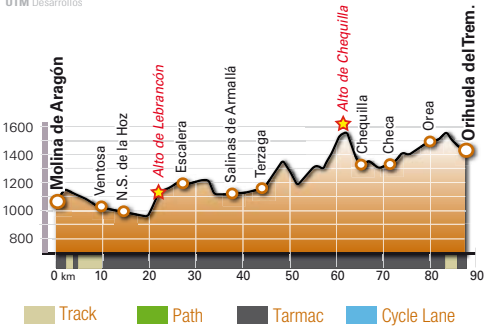 UTM Desarrollos
Molina de Aragón
Ventosa
N.S. de la Hoz
Alto de Lebrancón
Escalera
Salinas de Armallá
Terzaga
Alto de Chequilla
Chequilla
Checa
Orea
Orihuela del Trem.
1600
1400
1200
1000
800
0 km 10 20 30 40 50 60 70 80 90
Track Path Tarmac Cycle Lane